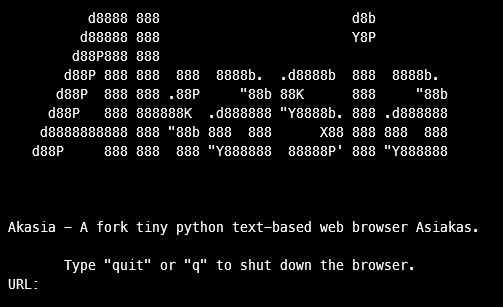 d8888 888                        d8b
         d88888 888                        Y8P
        d88P888 888
       d88P 888 888  888  8888b.  .d8888b  888  8888b.
      d88P  888 888 .88P     "88b 88K      888     "88b
     d88P   888 888888K  .d888888 "Y8888b. 888 .d888888
    d8888888888 888 "88b 888  888      X88 888 888  888
   d88P     888 888  888 "Y888888  88888P' 888 "Y888888
Akasia - A fork tiny python text-based web browser Asiakas.
       Type "quit" or "q" to shut down the browser.
URL: